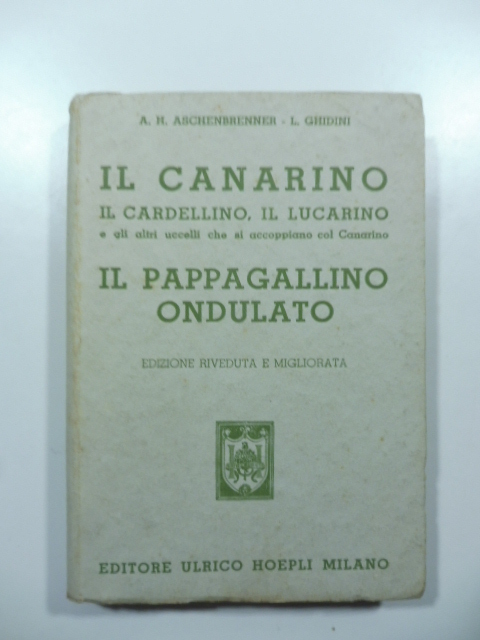 A. H. ASCHENBRENNER - L. GHIDINI
IL CANARINO
IL CARDELLINO, IL LUCARINO
e gli altri uccelli che si accoppiano col Canarino
IL PAPPAGALLINO
ONDULATO
EDIZIONE RIVEDUTA E MIGLIORATA
EDITORE ULRICO HOEPLI MILANO